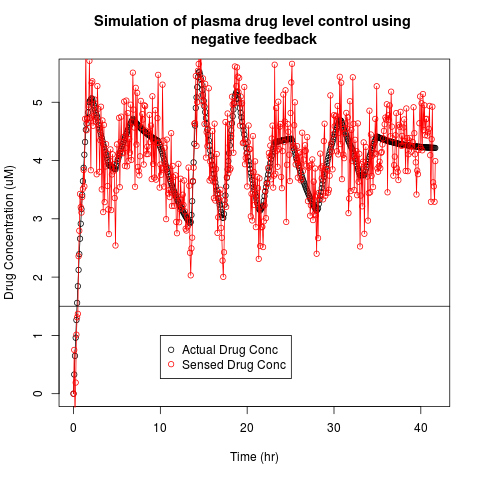 Simulation of plasma drug level control using
negative feedback
Drug Concentration (uM)
5
4
3
2
1
0
Actual Drug Conc
Sensed Drug Conc
0 10 20 30 40
Time (hr)